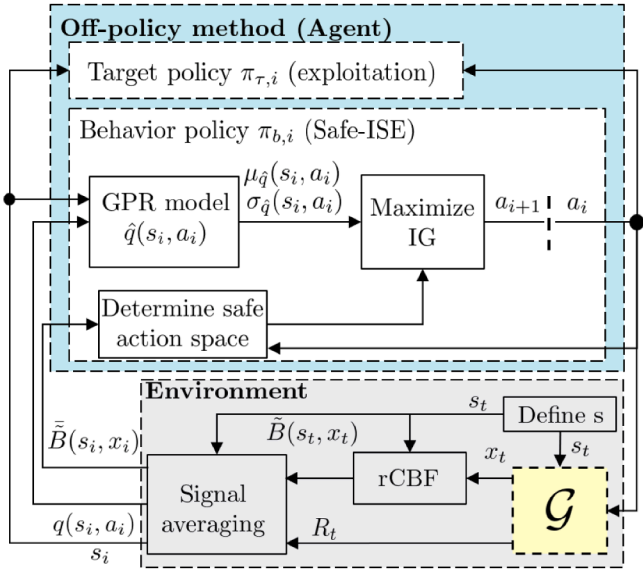 Off-policy method (Agent)
Target policy π_{τ,i} (exploitation)
Behavior policy π_{b,i} (Safe-ISE)
μ_{q̂}(s_i, a_i)
σ_{q̂}(s_i, a_i)
GPR model
q̂(s_i, a_i)
Maximize
IG
a_{i+1}
a_i
Determine safe
action space
Environment
s_t
Define s
B̃(s_t, x_t)
s_t
x_t
B̃̄̄(s_i, x_i)
rCBF
𝒢
Signal
averaging
R_t
q(s_i, a_i)
s_i